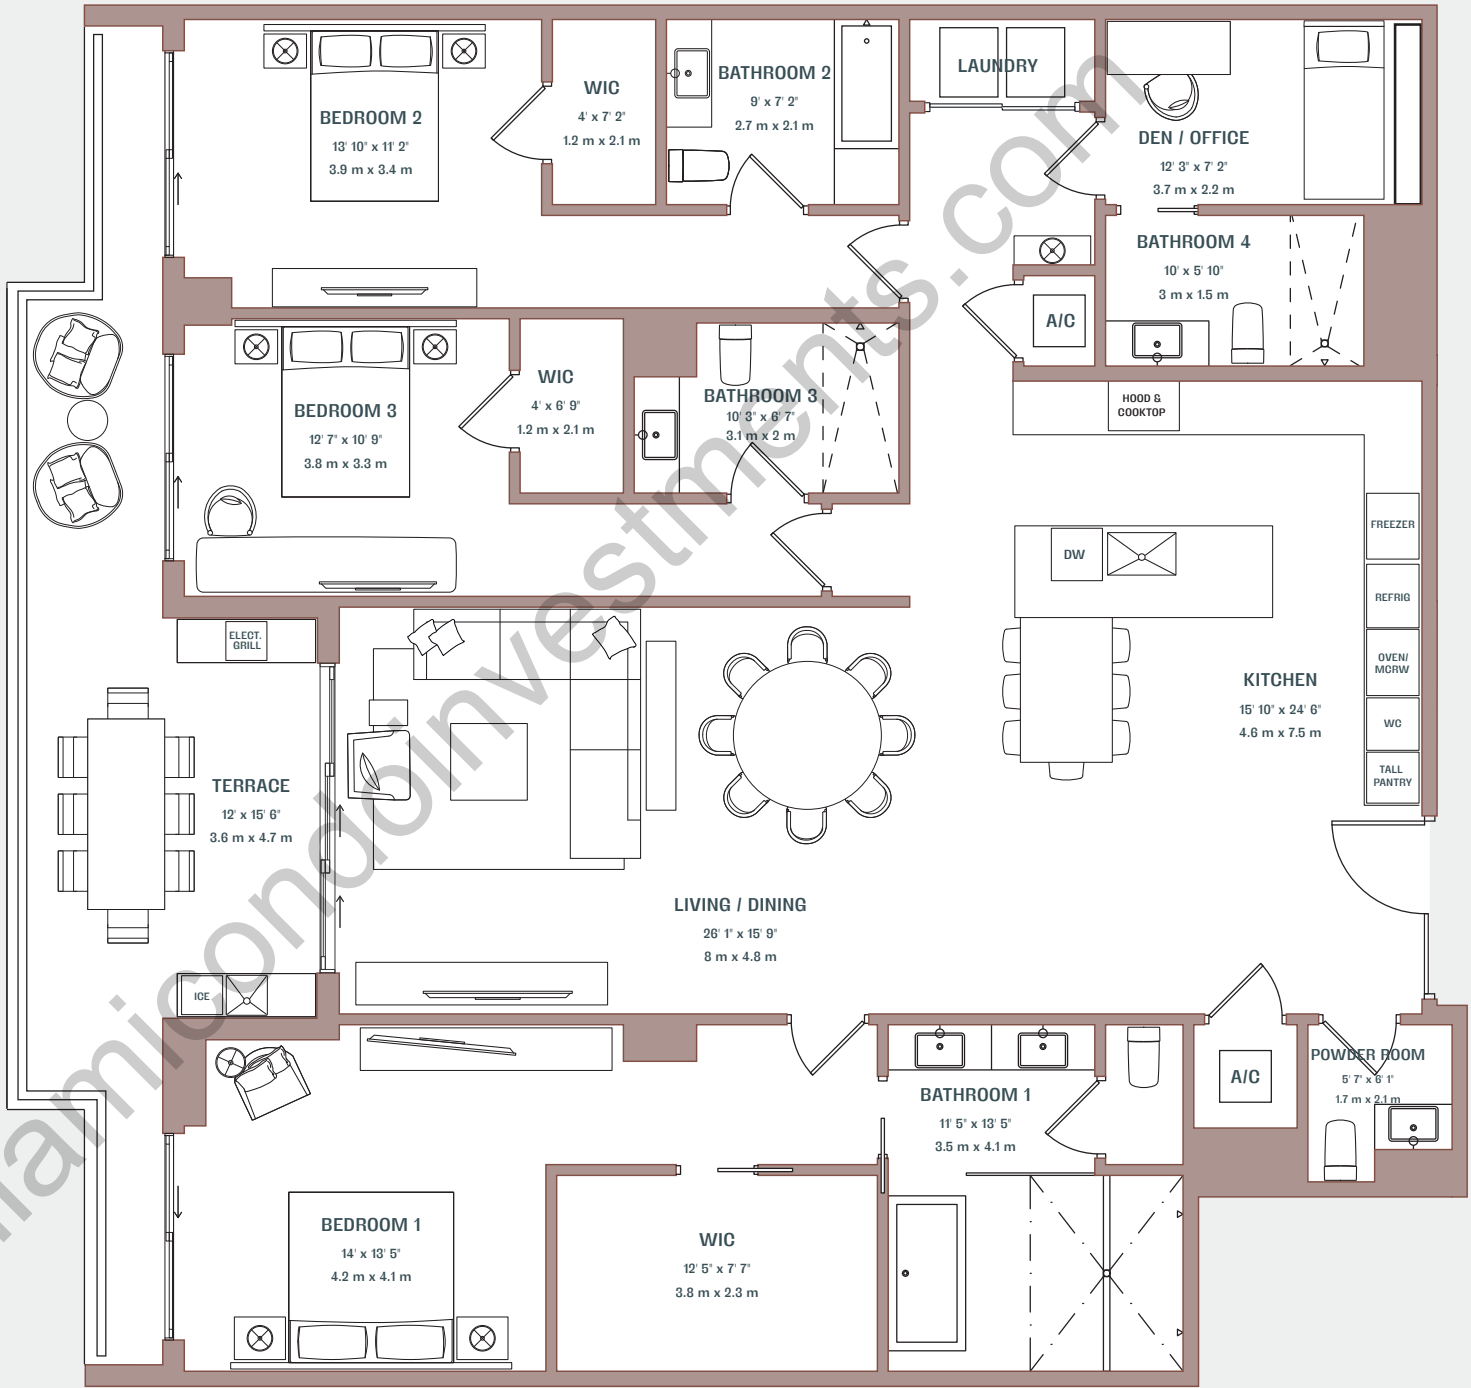 BEDROOM 2
13' 10" x 11' 2"
3.9 m x 3.4 m
WIC
4' x 7' 2"
1.2 m x 2.1 m
BATHROOM 2
9' x 7' 2"
2.7 m x 2.1 m
LAUNDRY
DEN / OFFICE
12' 3" x 7' 2"
3.7 m x 2.2 m
BATHROOM 4
10' x 5' 10"
3 m x 1.5 m
A/C
BEDROOM 3
12' 7" x 10' 9"
3.8 m x 3.3 m
WIC
4' x 6' 9"
1.2 m x 2.1 m
BATHROOM 3
10' 3" x 6' 7"
3.1 m x 2 m
HOOD &
COOKTOP
FREEZER
REFRIG
OVEN/
MCRW
WC
TALL
PANTRY
DW
KITCHEN
15' 10" x 24' 6"
4.6 m x 7.5 m
ELECT.
GRILL
TERRACE
12' x 15' 6"
3.6 m x 4.7 m
ICE
LIVING / DINING
26' 1" x 15' 9"
8 m x 4.8 m
BATHROOM 1
11' 5" x 13' 5"
3.5 m x 4.1 m
A/C
POWDER ROOM
5' 7" x 6' 1"
1.7 m x 2.1 m
BEDROOM 1
14' x 13' 5"
4.2 m x 4.1 m
WIC
12' 5" x 7' 7"
3.8 m x 2.3 m
amicondoinvestments.com